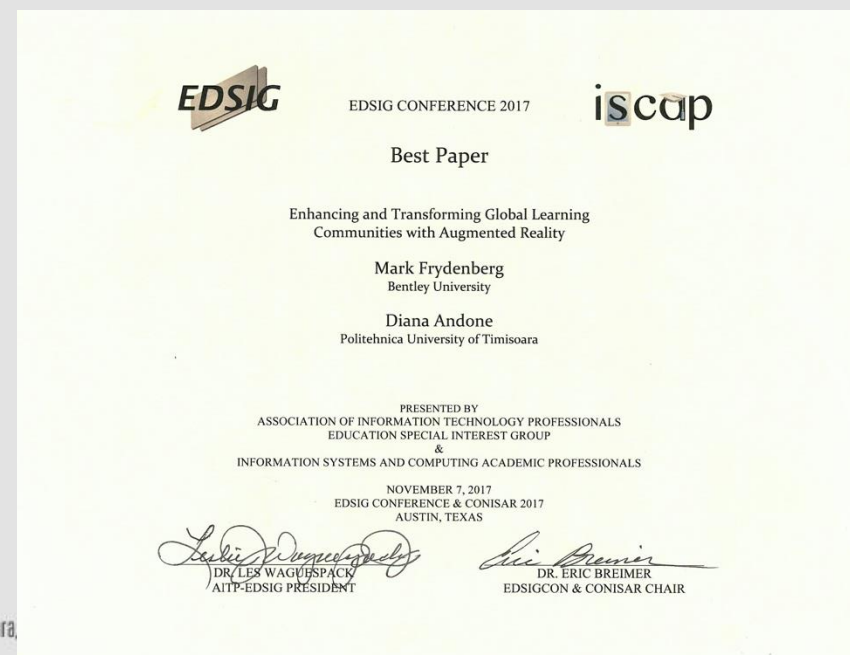 EDSIG
EDSIG CONFERENCE 2017
iscap
Best Paper
Enhancing and Transforming Global Learning
Communities with Augmented Reality
Mark Frydenberg
Bentley University
Diana Andone
Politehnica University of Timisoara
PRESENTED BY
ASSOCIATION OF INFORMATION TECHNOLOGY PROFESSIONALS
EDUCATION SPECIAL INTEREST GROUP
&
INFORMATION SYSTEMS AND COMPUTING ACADEMIC PROFESSIONALS
NOVEMBER 7, 2017
EDSIG CONFERENCE & CONISAR 2017
AUSTIN, TEXAS
DR. LES WAGUESPACK
AITP-EDSIG PRESIDENT
Eric Breimer
DR. ERIC BREIMER
EDSIGCON & CONISAR CHAIR
ra,